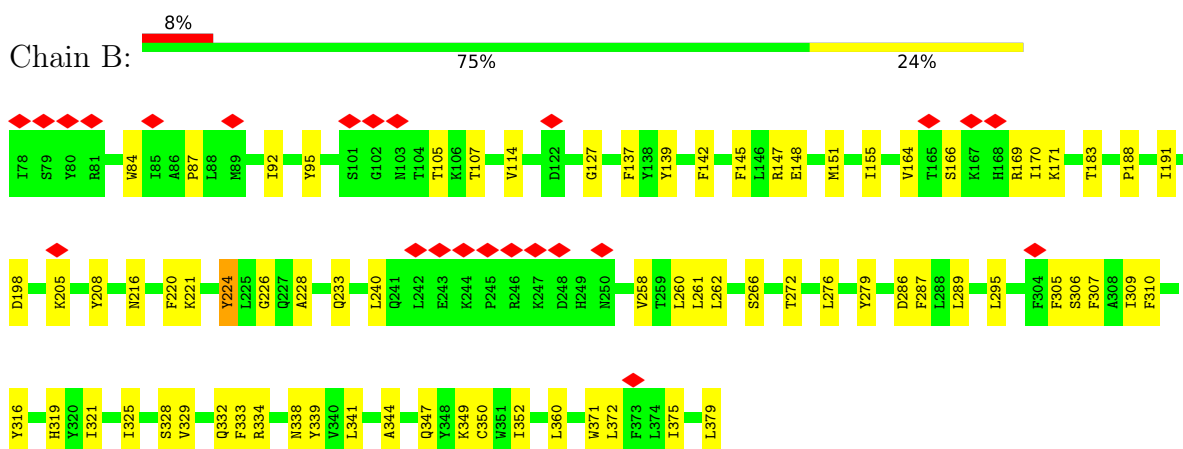 8%
Chain B:
75% 24%
I78 S79 Y80 R81 W84 I85 A86 P87 L88 M89 I92 Y95 S101 G102 N103 T104 T105 K106 T107 V114 D122 G127 F137 Y138 Y139 F142 F145 L146 R147 E148 M151 I155 V164 T165 S166 K167 H168 R169 I170 K171 T183 P188 I191
D198 K205 Y208 N216 F220 K221 Y224 L225 G226 Q227 A228 Q233 L240 Q241 L242 E243 K244 P245 R246 K247 D248 H249 N250 V258 T259 L260 L261 L262 S266 T272 L276 Y279 D286 F287 L288 L289 L295 F304 F305 S306 F307 A308 I309 F310
Y316 H319 Y320 I321 I325 S328 V329 Q332 F333 R334 N338 Y339 V340 L341 A344 Q347 Y348 K349 C350 W351 I352 L360 W371 L372 F373 L374 I375 L379